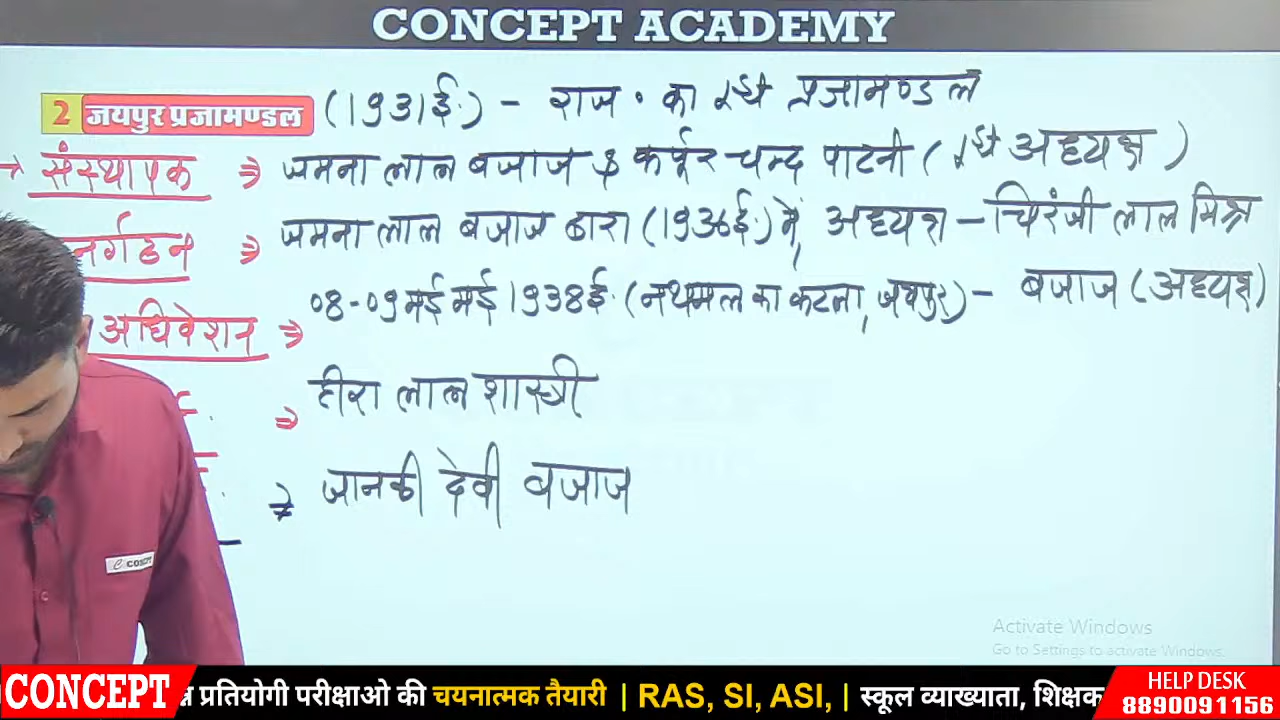 CONCEPT ACADEMY
2 जयपुर प्रजामण्डल (1931ई.) - राज. का 1st प्रजामण्डल
→ संस्थापक ⇒ जमना लाल बजाज & कर्पूर चन्द पाटनी (1st अध्यक्ष)
नर्गठन ⇒ जमना लाल बजाज द्वारा (1936ई.) में, अध्यक्ष - चिरंजी लाल मिश्र
अधिवेशन ⇒ 08-09 मई मई 1938ई. (नथमल का कटला, जयपुर) - बजाज (अध्यक्ष)
⇒ हीरा लाल शास्त्री
⇒ जानकी देवी बजाज
CONCEPT
Activate Windows
Go to Settings to activate Windows.
CONCEPT प्रतियोगी परीक्षाओ की चयनात्मक तैयारी | RAS, SI, ASI, | स्कूल व्याख्याता, शिक्षक
HELP DESK
8890091156